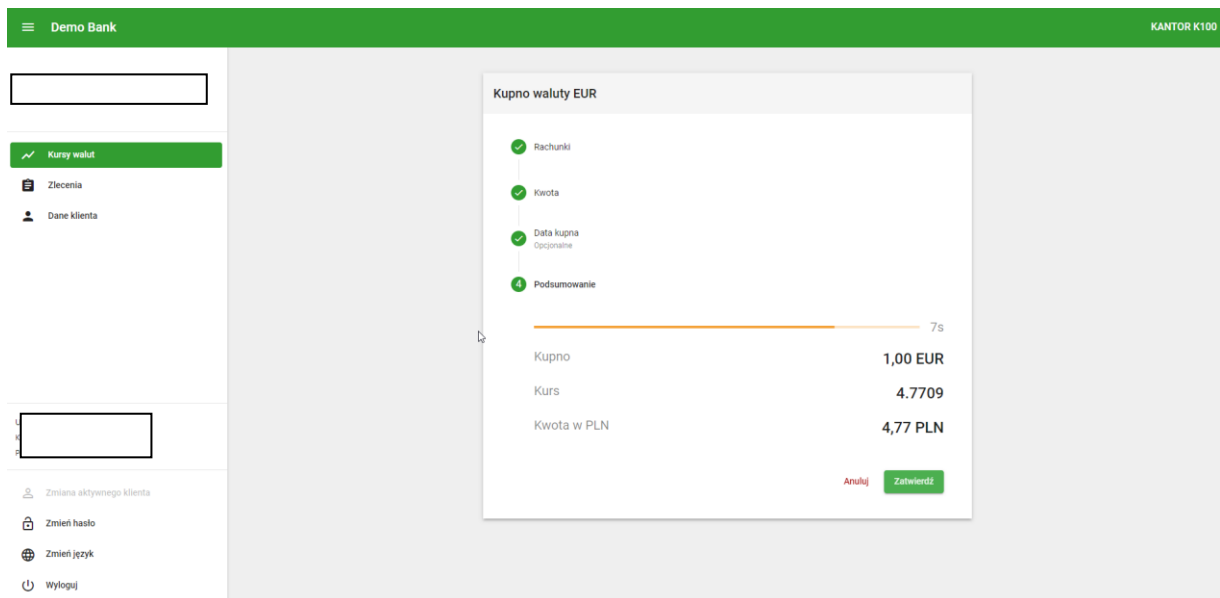 Demo Bank
KANTOR K100
Kursy walut
Zlecenia
Dane klienta
U
K
P
Zmiana aktywnego klienta
Zmień hasło
Zmień język
Wyloguj
Kupno waluty EUR
Rachunki
Kwota
Data kupna
Opcjonalne
4 Podsumowanie
7s
Kupno 1,00 EUR
Kurs 4.7709
Kwota w PLN 4,77 PLN
Anuluj Zatwierdź